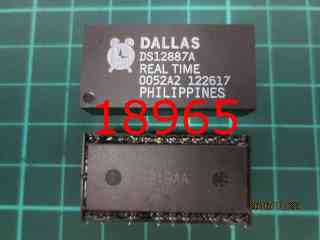 DALLAS
DS12887A
REAL TIME
0052A2 122617
PHILIPPINES
18965